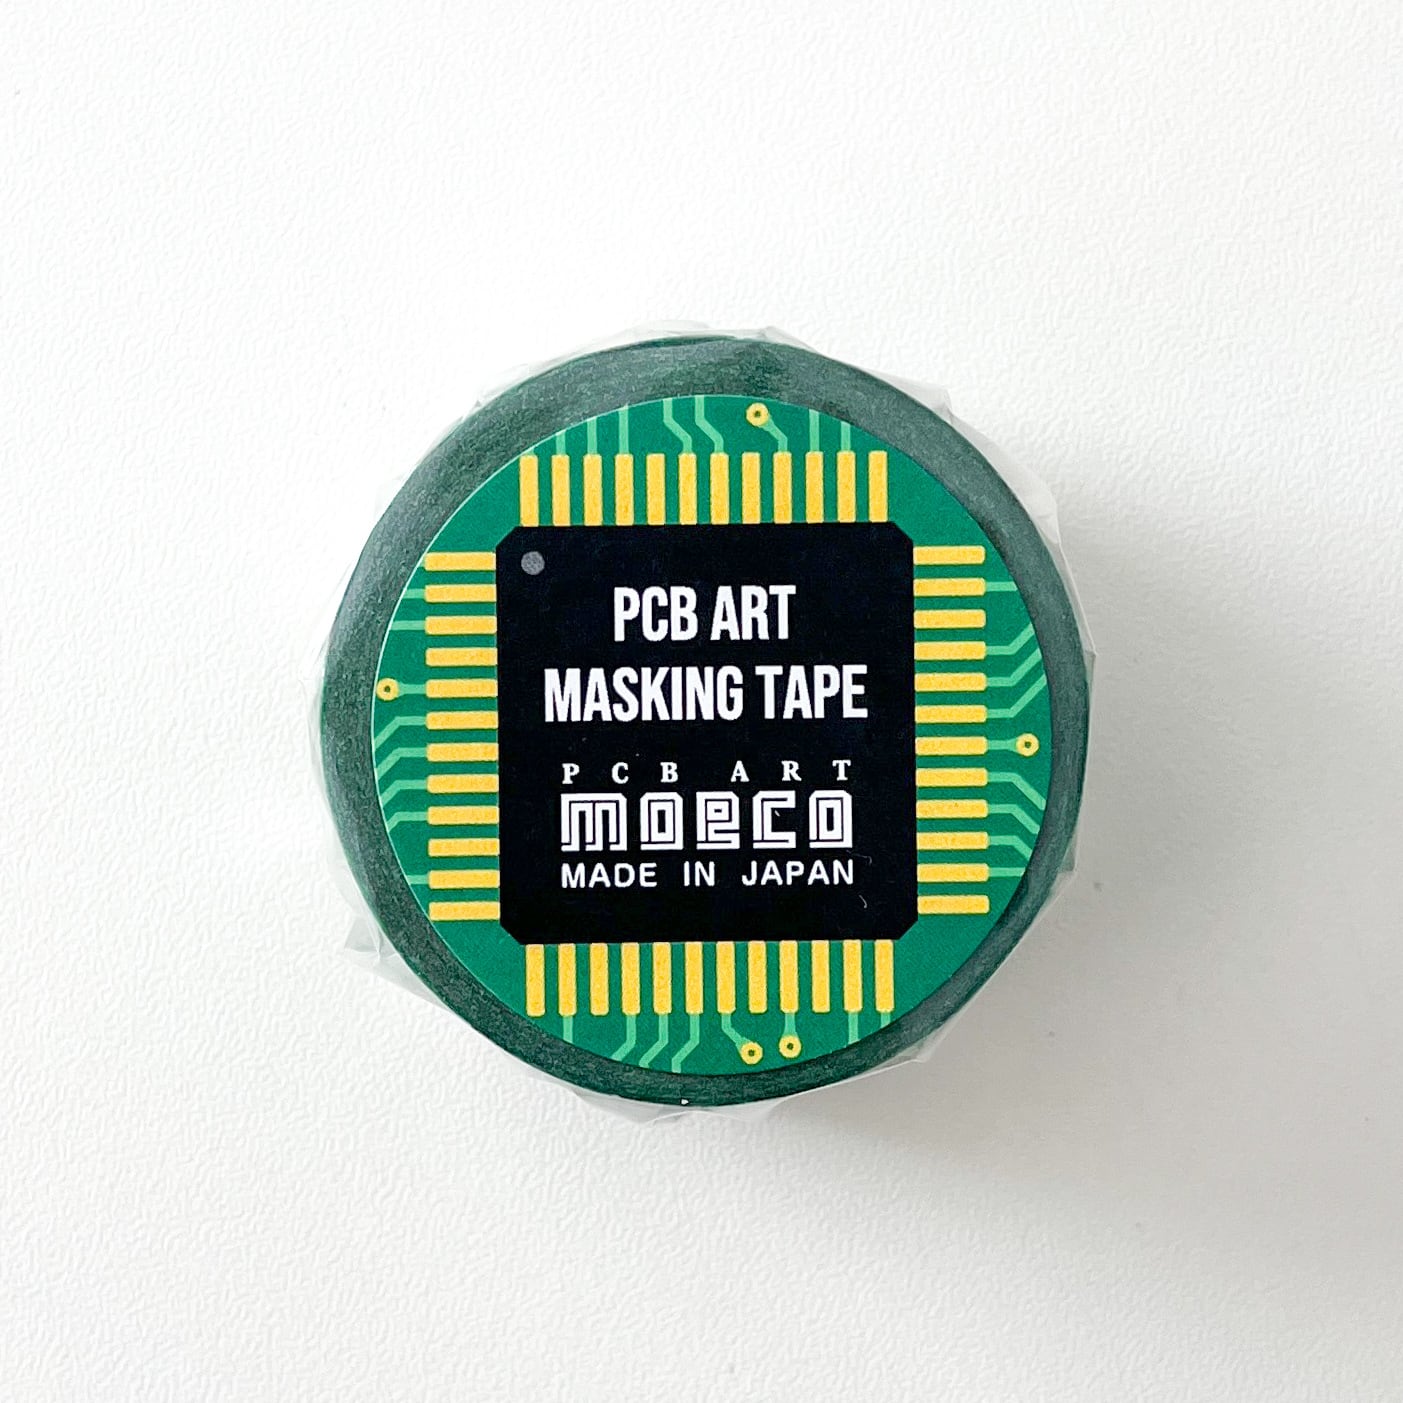 PCB ART
MASKING TAPE
PCB ART
moeco
MADE IN JAPAN